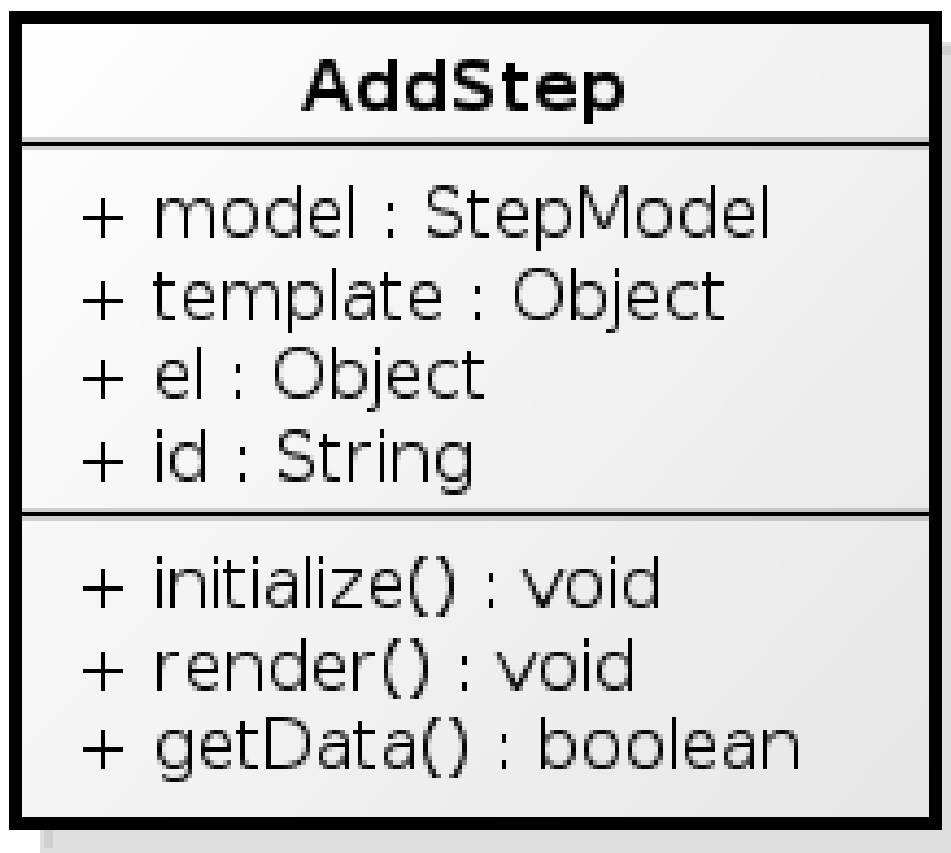 AddStep
+ model : StepModel
+ template : Object
+ el : Object
+ id : String
+ initialize() : void
+ render() : void
+ getData() : boolean